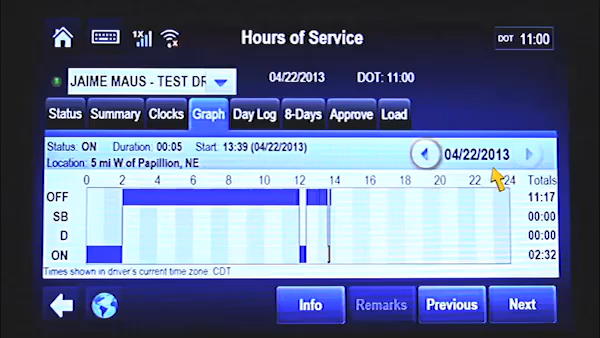 1X Hours of Service DOT 11:00
JAIME MAUS - TEST DR 04/22/2013 DOT: 11:00
Status Summary Clocks Graph Day Log 8-Days Approve Load
Status: ON Duration: 00:05 Start: 13:39 (04/22/2013)
Location: 5 mi W of Papillion, NE
04/22/2013
0 2 4 6 8 10 12 14 16 18 20 22 24 Totals
OFF 11:17
SB 00:00
D 00:00
ON 02:32
Times shown in driver's current time zone: CDT
Info Remarks Previous Next